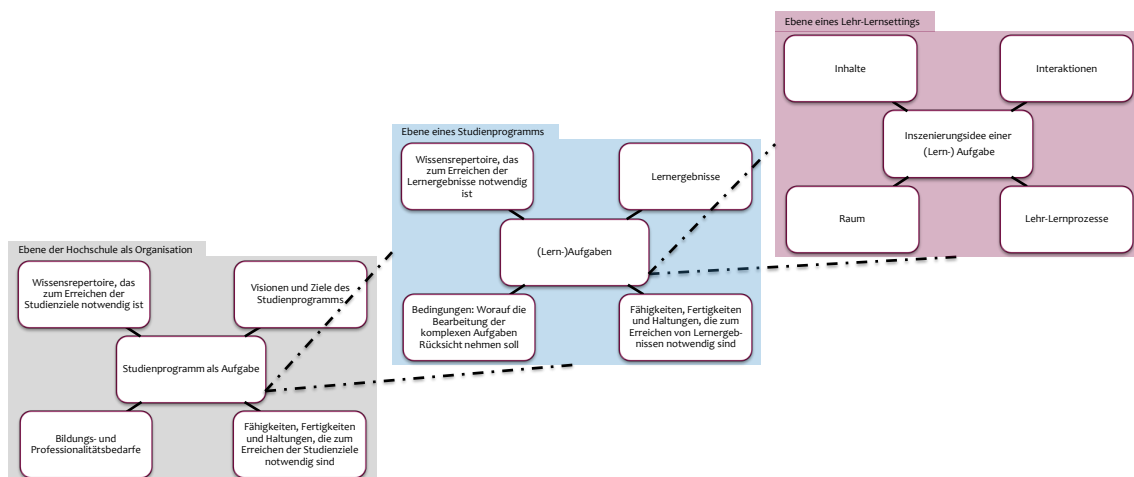 Ebene eines Lehr-Lernsettings
Inhalte
Interaktionen
Inszenierungsidee einer
(Lern-) Aufgabe
Raum
Lehr-Lernprozesse
Ebene eines Studienprogramms
Wissensrepertoire, das
zum Erreichen der
Lernergebnisse notwendig
ist
Lernergebnisse
(Lern-)Aufgaben
Bedingungen: Worauf die
Bearbeitung der
komplexen Aufgaben
Rücksicht nehmen soll
Fähigkeiten, Fertigkeiten
und Haltungen, die zum
Erreichen von Lernergeb-
nissen notwendig sind
Ebene der Hochschule als Organisation
Wissensrepertoire, das
zum Erreichen der
Studienziele notwendig ist
Visionen und Ziele des
Studienprogramms
Studienprogramm als Aufgabe
Bildungs- und
Professionalitätsbedarfe
Fähigkeiten, Fertigkeiten
und Haltungen, die zum
Erreichen der Studienziele
notwendig sind